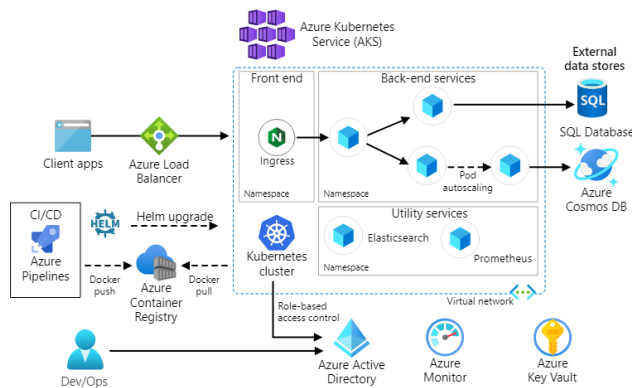 Azure Kubernetes
Service (AKS)
Front end
Back-end services
External
data stores
SQL
SQL Database
Client apps
Azure Load
Balancer
N
Ingress
Pod
autoscaling
Namespace
Namespace
Azure
Cosmos DB
CI/CD
Azure
Pipelines
HELM
Helm upgrade
Docker
push
Azure
Container
Registry
Docker
pull
Kubernetes
cluster
Utility services
Elasticsearch
Prometheus
Namespace
Virtual network
Role-based
access control
Dev/Ops
Azure Active
Directory
Azure
Monitor
Azure
Key Vault